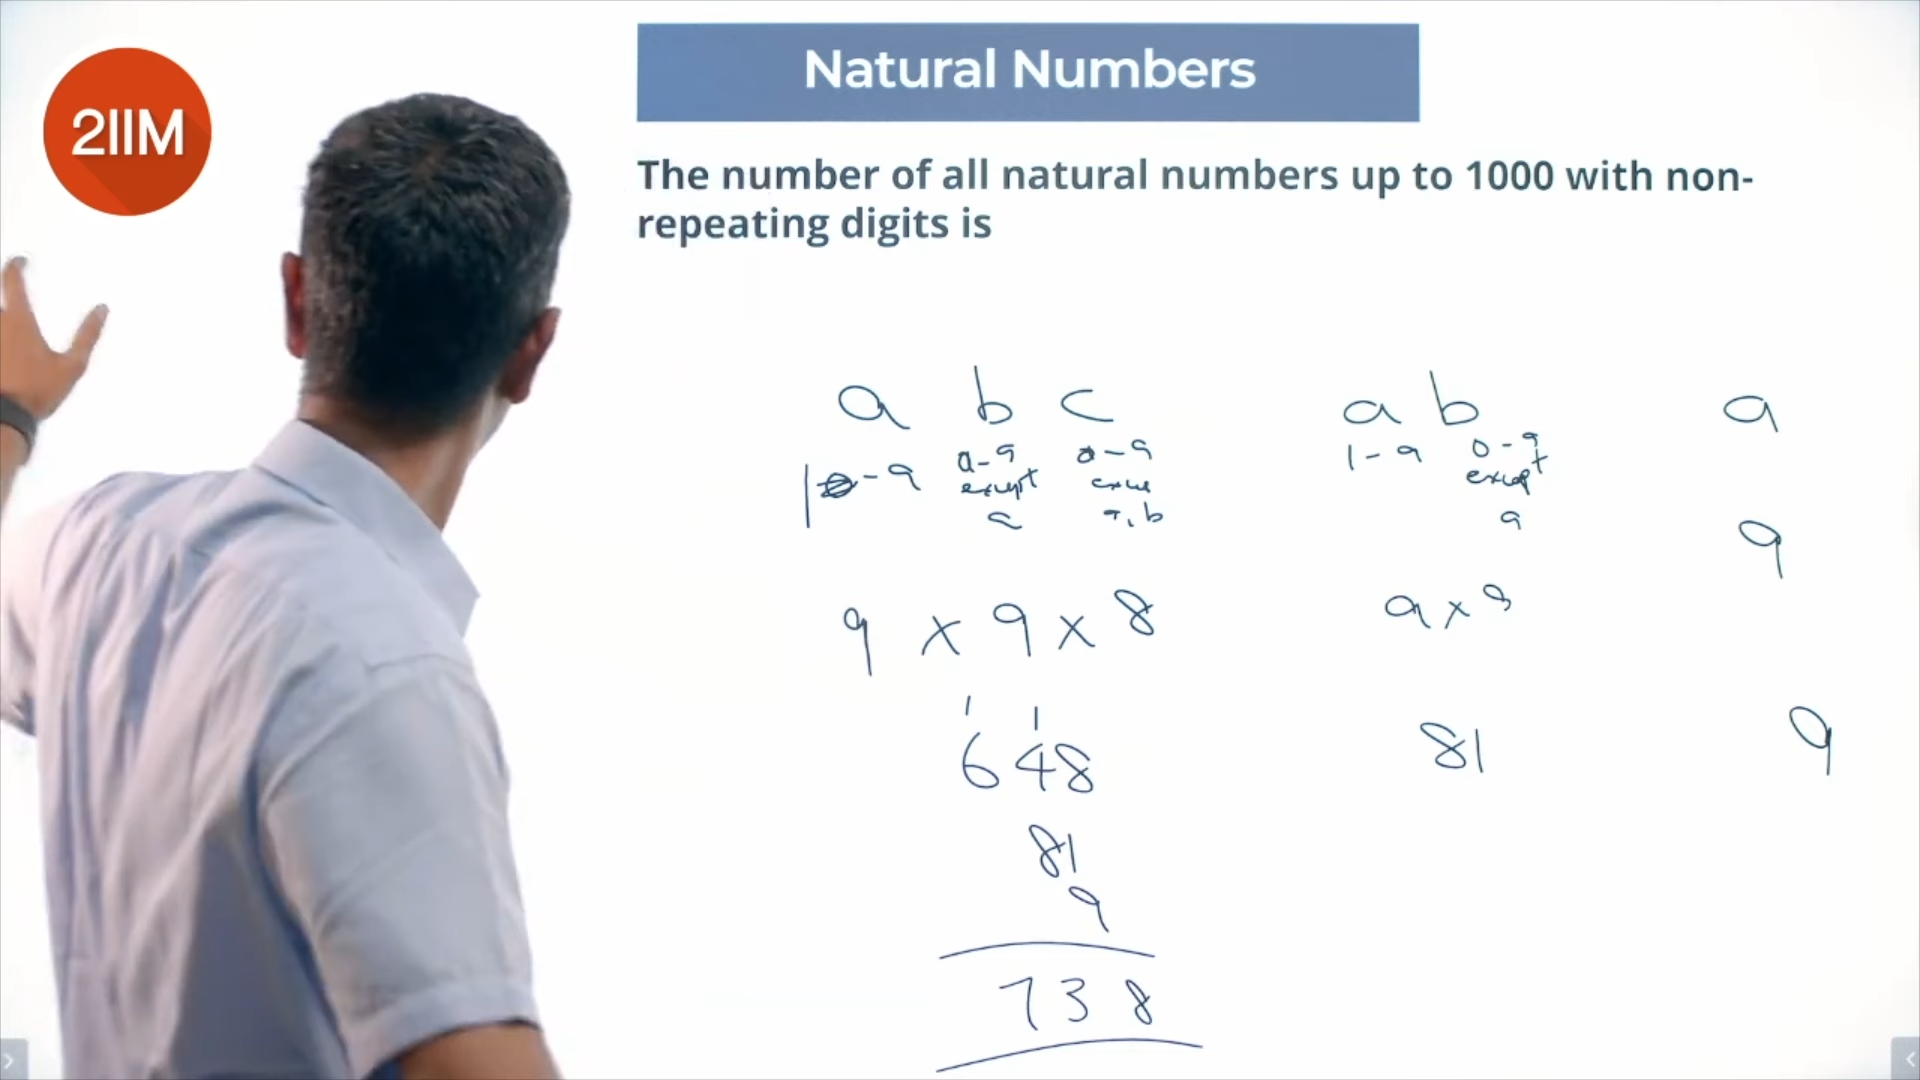 2IIM
Natural Numbers
The number of all natural numbers up to 1000 with non-
repeating digits is
a b c
a b
a
1 - 9
0 - 9
0 - 9
1 - 9
0 - 9
except
except
a
a, b
a
9
9 x 9 x 8
9 x 9
648
81
9
81
9
738